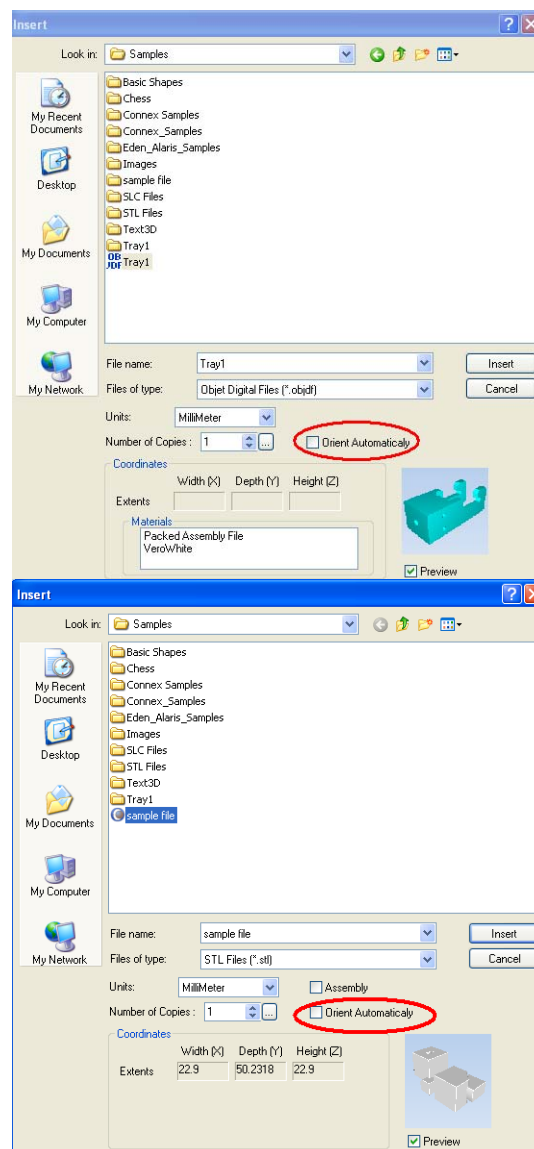 Insert
Look in: Samples
My Recent Documents
Desktop
My Documents
My Computer
My Network
Basic Shapes
Chess
Connex Samples
Connex_Samples
Eden_Alaris_Samples
Images
sample file
SLC Files
STL Files
Text3D
Tray1
OB JDF Tray1
File name: Tray1 Insert
Files of type: Objet Digital Files (*.objdf) Cancel
Units: MilliMeter
Number of Copies : 1 ... Orient Automaticaly
Coordinates
Width (X) Depth (Y) Height (Z)
Extents
Materials
Packed Assembly File
VeroWhite
Preview
Insert
Look in: Samples
My Recent Documents
Desktop
My Documents
My Computer
My Network
Basic Shapes
Chess
Connex Samples
Connex_Samples
Eden_Alaris_Samples
Images
SLC Files
STL Files
Text3D
Tray1
sample file
File name: sample file Insert
Files of type: STL Files (*.stl) Cancel
Units: MilliMeter Assembly
Number of Copies : 1 ... Orient Automaticaly
Coordinates
Width (X) Depth (Y) Height (Z)
Extents 22.9 50.2318 22.9
Preview